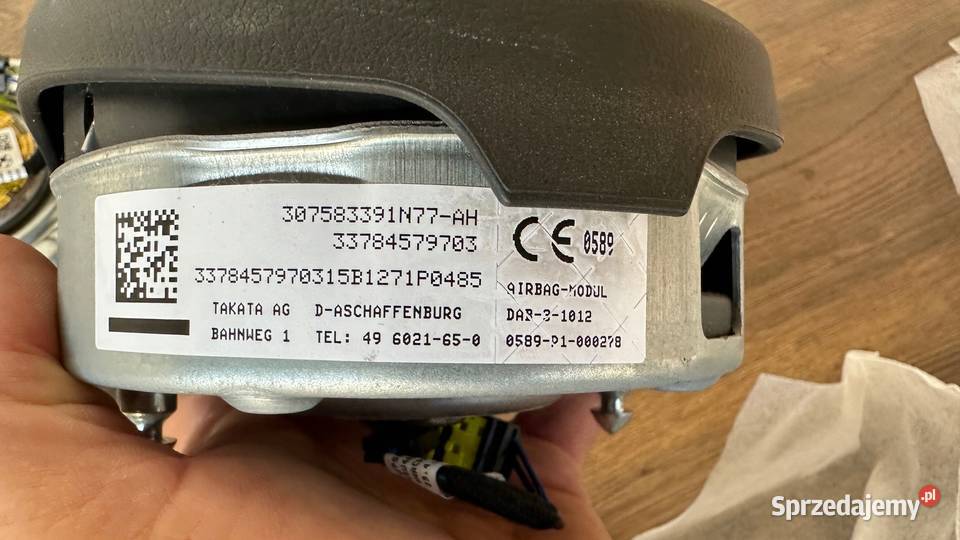 307583391N77-AH
33784579703
3378457970315B1271P0485
TAKATA AG D-ASCHAFFENBURG
BAHNWEG 1 TEL: 49 6021-65-0
CE 0589
AIRBAG-MODUL
DAB-3-1012
0589-P1-000278
Sprzedajemy.pl